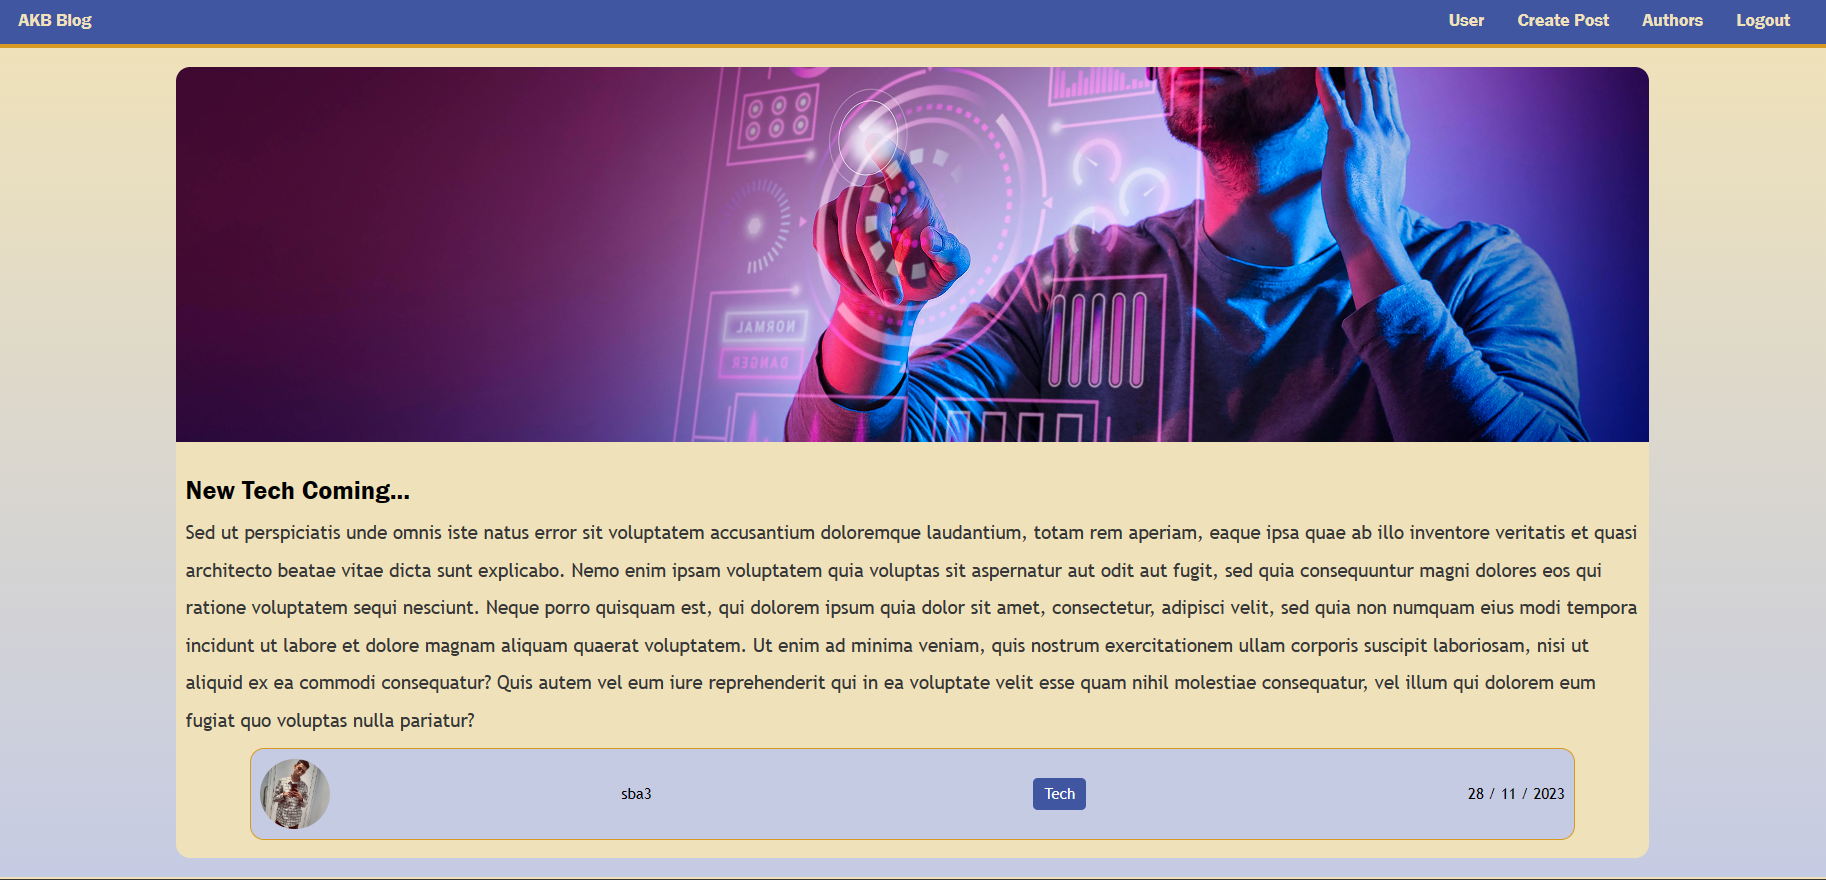 AKB Blog
User
Create Post
Authors
Logout
NORMAL
DANGER
New Tech Coming...
Sed ut perspiciatis unde omnis iste natus error sit voluptatem accusantium doloremque laudantium, totam rem aperiam, eaque ipsa quae ab illo inventore veritatis et quasi
architecto beatae vitae dicta sunt explicabo. Nemo enim ipsam voluptatem quia voluptas sit aspernatur aut odit aut fugit, sed quia consequuntur magni dolores eos qui
ratione voluptatem sequi nesciunt. Neque porro quisquam est, qui dolorem ipsum quia dolor sit amet, consectetur, adipisci velit, sed quia non numquam eius modi tempora
incidunt ut labore et dolore magnam aliquam quaerat voluptatem. Ut enim ad minima veniam, quis nostrum exercitationem ullam corporis suscipit laboriosam, nisi ut
aliquid ex ea commodi consequatur? Quis autem vel eum iure reprehenderit qui in ea voluptate velit esse quam nihil molestiae consequatur, vel illum qui dolorem eum
fugiat quo voluptas nulla pariatur?
sba3
Tech
28 / 11 / 2023